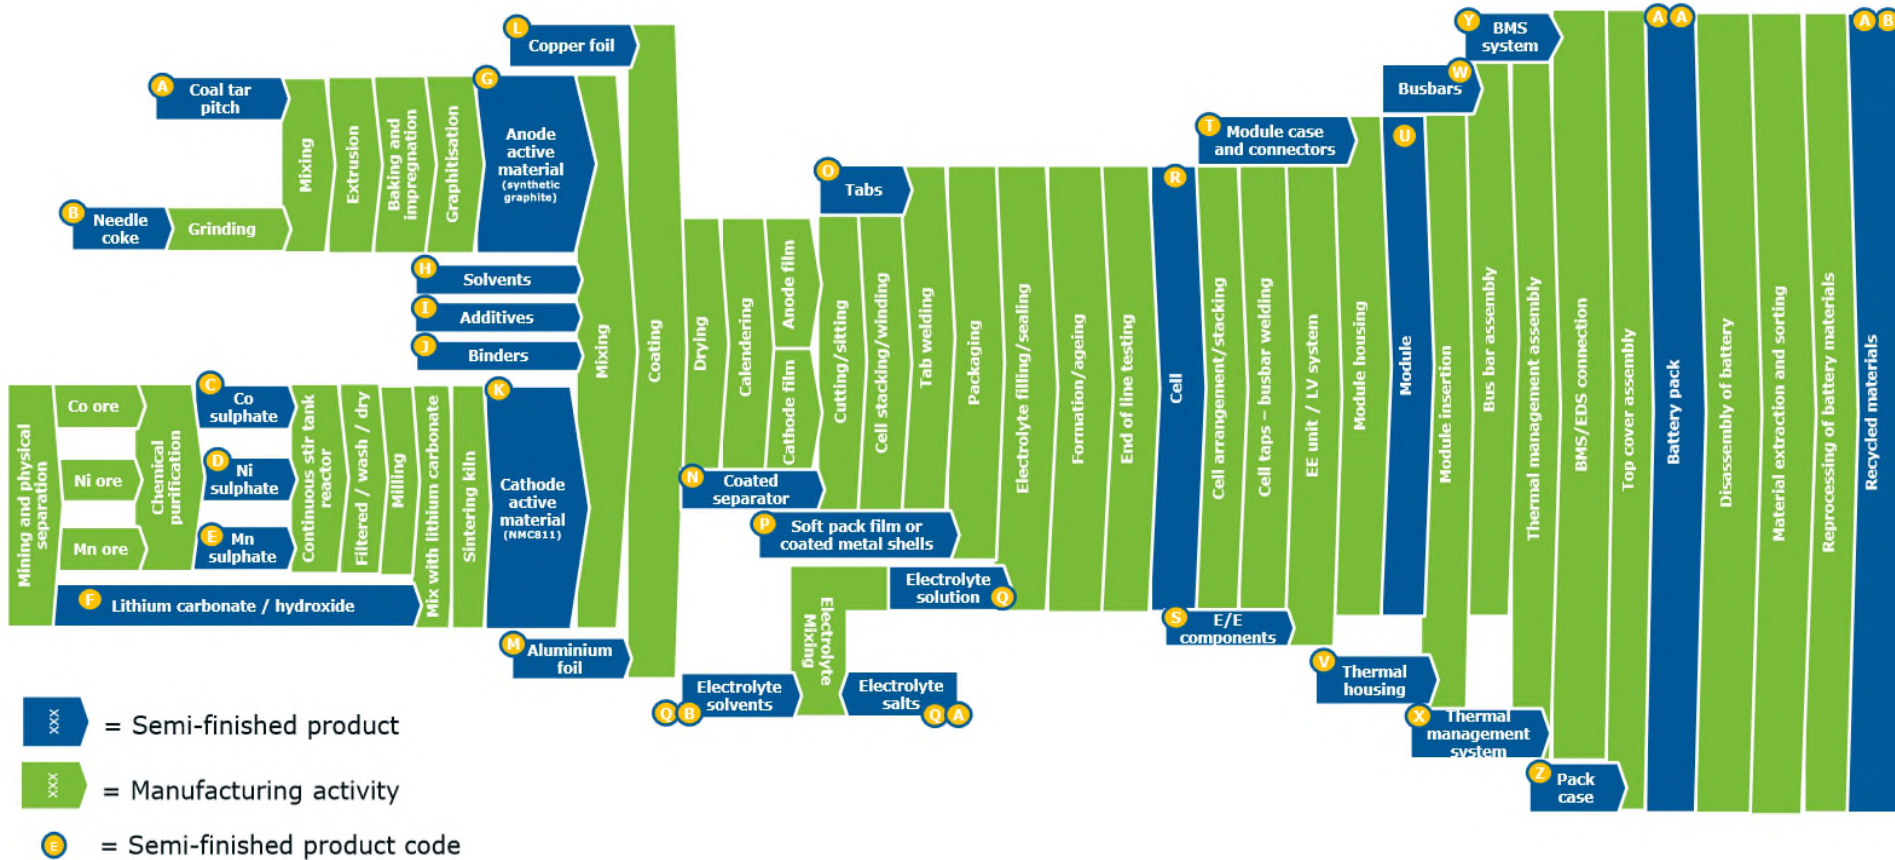 A
Coal tar
pitch
B
Needle
coke
Grinding
Mixing
Extrusion
Baking and
impregnation
Graphitisation
G
Anode
active
material
(synthetic
graphite)
L
Copper foil
H
Solvents
I
Additives
J
Binders
Mining and physical
separation
Co ore
Ni ore
Mn ore
Chemical
purification
C
Co
sulphate
D
Ni
sulphate
E
Mn
sulphate
F
Lithium carbonate / hydroxide
Continuous stir tank
reactor
Filtered / wash / dry
Milling
Mix with lithium carbonate
Sintering kiln
K
Cathode
active
material
(NMC811)
M
Aluminium
foil
Mixing
Coating
Drying
Calendering
Anode film
Cathode film
N
Coated
separator
O
Tabs
Cutting/sitting
Cell stacking/winding
Tab welding
P
Soft pack film or
coated metal shells
Packaging
Q B
Electrolyte
solvents
Electrolyte
Mixing
Electrolyte
salts
Q A
Electrolyte
solution
Q
Electrolyte filling/sealing
Formation/ageing
End of line testing
R
Cell
S
E/E
components
Cell arrangement/stacking
Cell taps – busbar welding
EE unit / LV system
T
Module case
and connectors
Module housing
U
Module
V
Thermal
housing
Module insertion
Busbars
W
Bus bar assembly
X
Thermal
management
system
Thermal management assembly
Y
BMS
system
BMS/EDS connection
Z
Pack
case
Top cover assembly
A A
Battery pack
Disassembly of battery
Material extraction and sorting
Reprocessing of battery materials
A B
Recycled materials
XXX
= Semi-finished product
XXX
= Manufacturing activity
E
= Semi-finished product code